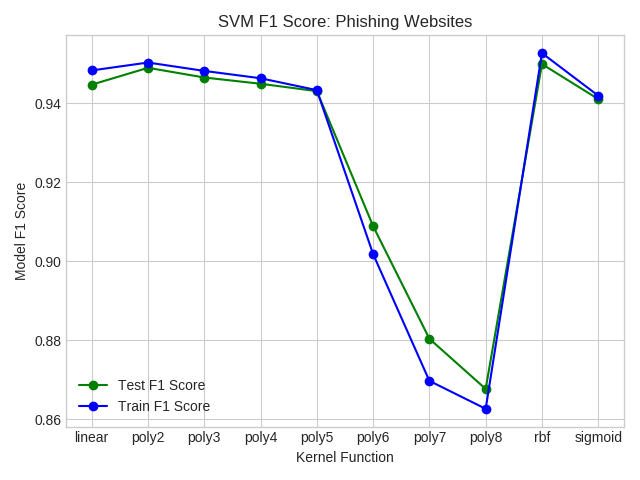 SVM F1 Score: Phishing Websites
Model F1 Score
0.94
0.92
0.90
0.88
0.86
Test F1 Score
Train F1 Score
linear poly2 poly3 poly4 poly5 poly6 poly7 poly8 rbf sigmoid
Kernel Function